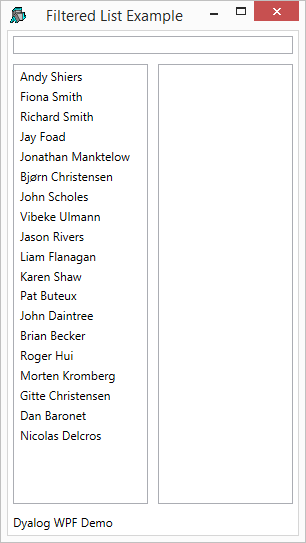 Filtered List Example
Andy Shiers
Fiona Smith
Richard Smith
Jay Foad
Jonathan Manktelow
Bjørn Christensen
John Scholes
Vibeke Ulmann
Jason Rivers
Liam Flanagan
Karen Shaw
Pat Buteux
John Daintree
Brian Becker
Roger Hui
Morten Kromberg
Gitte Christensen
Dan Baronet
Nicolas Delcros
Dyalog WPF Demo